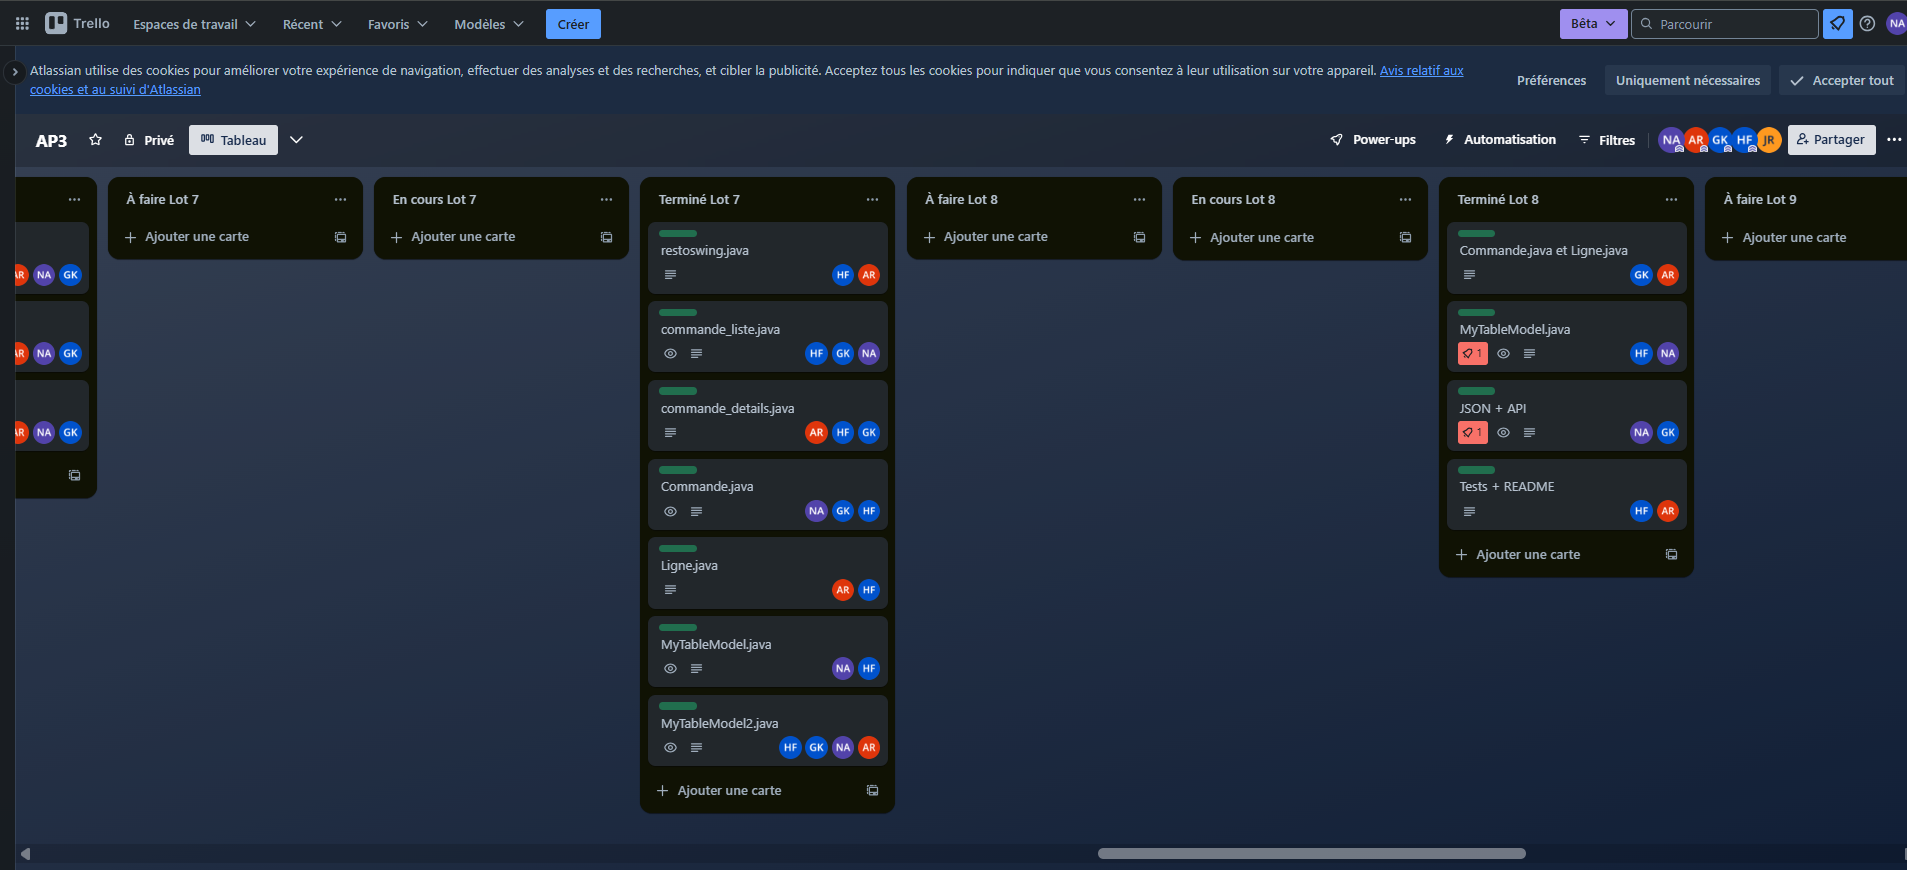 Trello
Espaces de travail
Récent
Favoris
Modèles
Créer
Bêta
Parcourir
NA
Atlassian utilise des cookies pour améliorer votre expérience de navigation, effectuer des analyses et des recherches, et cibler la publicité. Acceptez tous les cookies pour indiquer que vous consentez à leur utilisation sur votre appareil. Avis relatif aux
cookies et au suivi d'Atlassian
Préférences
Uniquement nécessaires
Accepter tout
AP3
Privé
Tableau
Power-ups
Automatisation
Filtres
NA AR GK HF JR
Partager
AR NA GK
AR NA GK
AR NA GK
À faire Lot 7
Ajouter une carte
En cours Lot 7
Ajouter une carte
Terminé Lot 7
restoswing.java
HF AR
commande_liste.java
HF GK NA
commande_details.java
AR HF GK
Commande.java
NA GK HF
Ligne.java
AR HF
MyTableModel.java
NA HF
MyTableModel2.java
HF GK NA AR
Ajouter une carte
À faire Lot 8
Ajouter une carte
En cours Lot 8
Ajouter une carte
Terminé Lot 8
Commande.java et Ligne.java
GK AR
MyTableModel.java
1
HF NA
JSON + API
1
NA GK
Tests + README
HF AR
Ajouter une carte
À faire Lot 9
Ajouter une carte